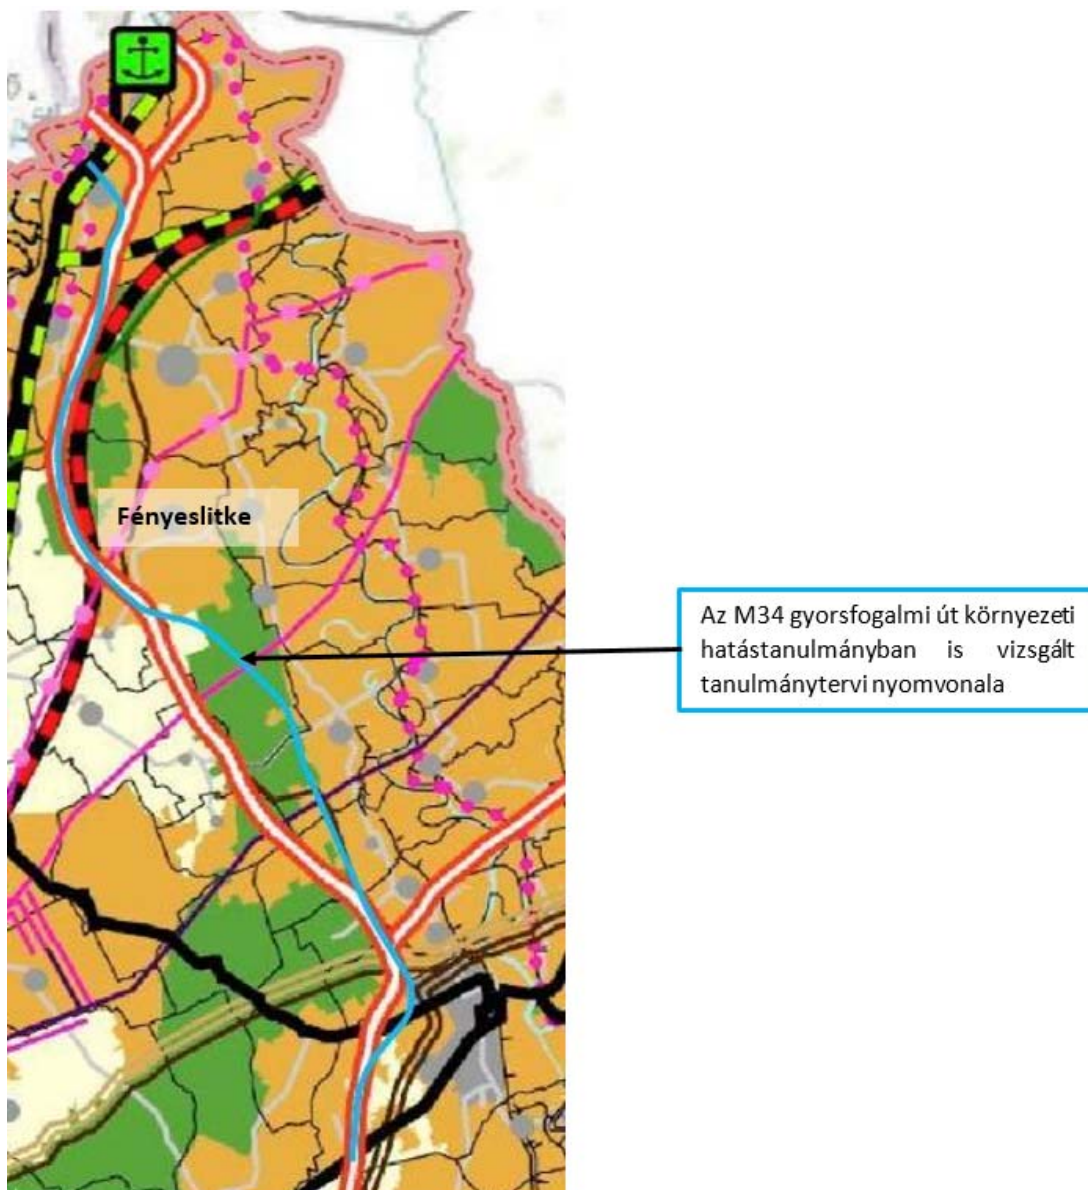 Fényeslitke
Az M34 gyorsfogalmi út környezeti
hatástanulmányban is vizsgált
tanulmánytervi nyomvonala